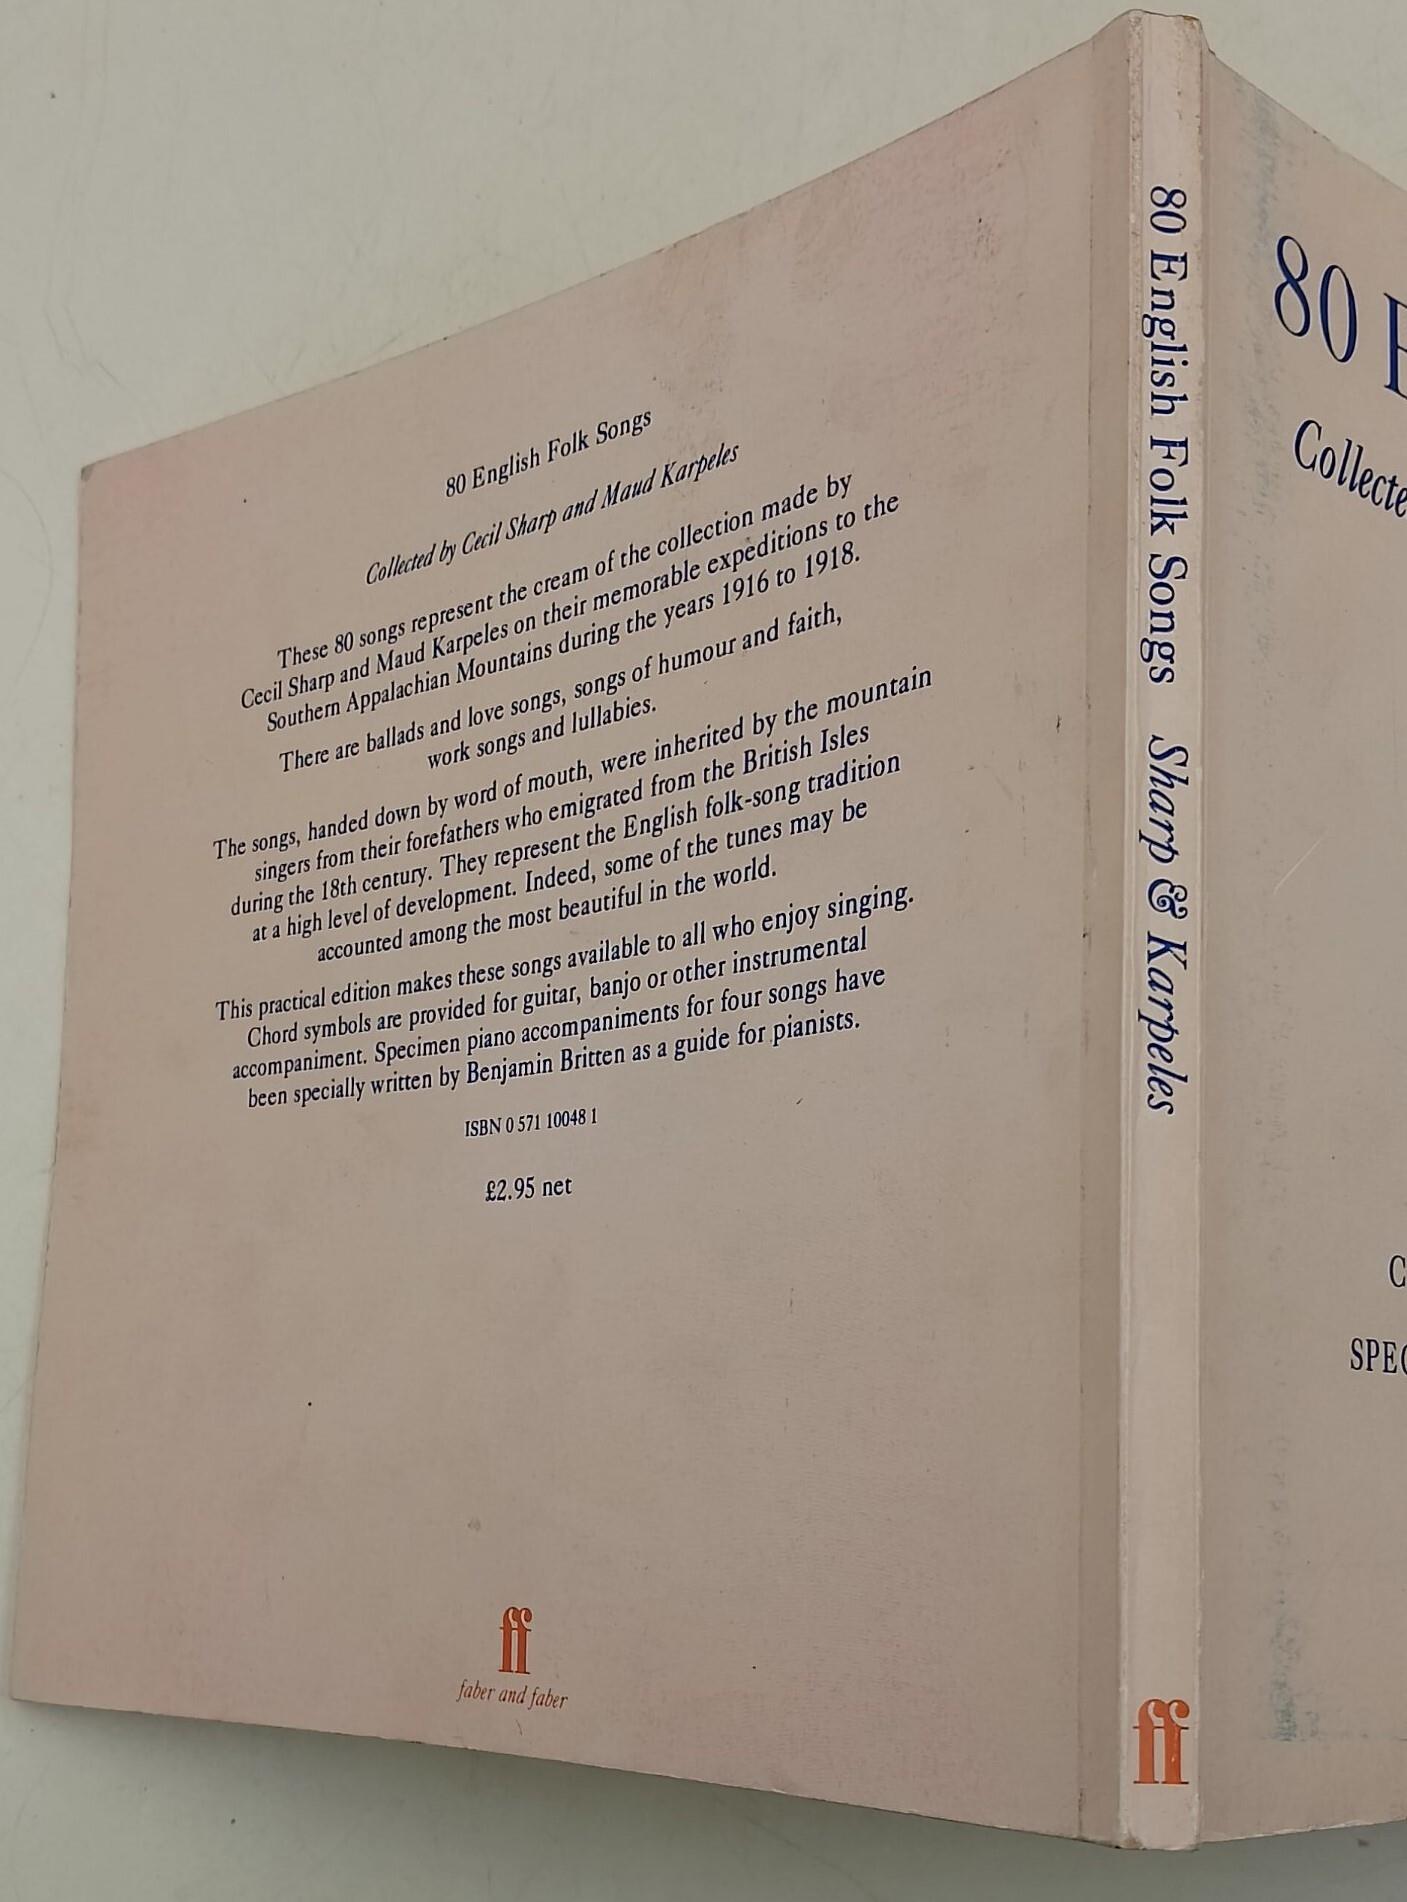 80 English Folk Songs
Collected by Cecil Sharp and Maud Karpeles
These 80 songs represent the cream of the collection made by
Cecil Sharp and Maud Karpeles on their memorable expeditions to the
Southern Appalachian Mountains during the years 1916 to 1918.
There are ballads and love songs, songs of humour and faith,
work songs and lullabies.
The songs, handed down by word of mouth, were inherited by the mountain
singers from their forefathers who emigrated from the British Isles
during the 18th century. They represent the English folk-song tradition
at a high level of development. Indeed, some of the tunes may be
accounted among the most beautiful in the world.
This practical edition makes these songs available to all who enjoy singing.
Chord symbols are provided for guitar, banjo or other instrumental
accompaniment. Specimen piano accompaniments for four songs have
been specially written by Benjamin Britten as a guide for pianists.
ISBN 0 571 10048 1
£2.95 net
ff
faber and faber
80 English Folk Songs Sharp & Karpeles
ff
80 E
Collecte
C
SPEC